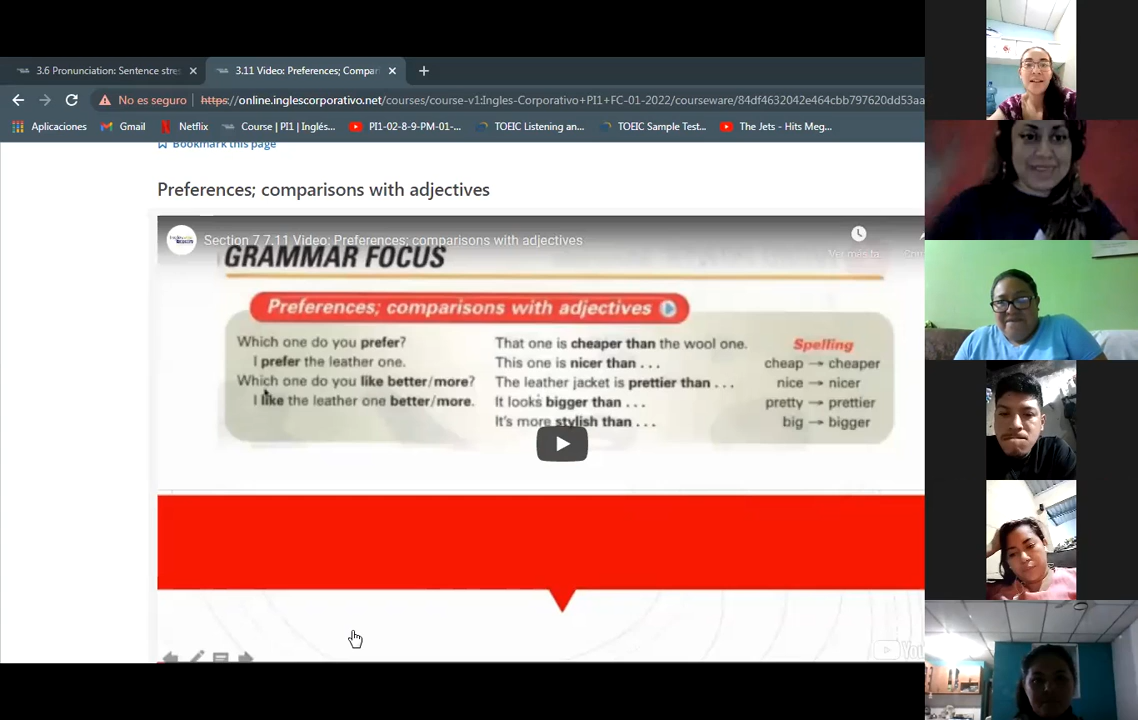 3.6 Pronunciation: Sentence stres
3.11 Video: Preferences; Compar
No es seguro
https://online.inglescorporativo.net/courses/course-v1:Ingles-Corporativo+PI1+FC-01-2022/courseware/84df4632042e464cbb797620dd53aa
Aplicaciones
Gmail
Netflix
Course | PI1 | Inglés...
PI1-02-8-9-PM-01-...
TOEIC Listening an...
TOEIC Sample Test...
The Jets - Hits Meg...
Bookmark this page
Preferences; comparisons with adjectives
Section 7 7.11 Video: Preferences; comparisons with adjectives
Ver más ta...
GRAMMAR FOCUS
Preferences; comparisons with adjectives
Which one do you prefer?
I prefer the leather one.
Which one do you like better/more?
I like the leather one better/more.
That one is cheaper than the wool one.
This one is nicer than . . .
The leather jacket is prettier than . . .
It looks bigger than . . .
It's more stylish than . . .
Spelling
cheap → cheaper
nice → nicer
pretty → prettier
big → bigger
You